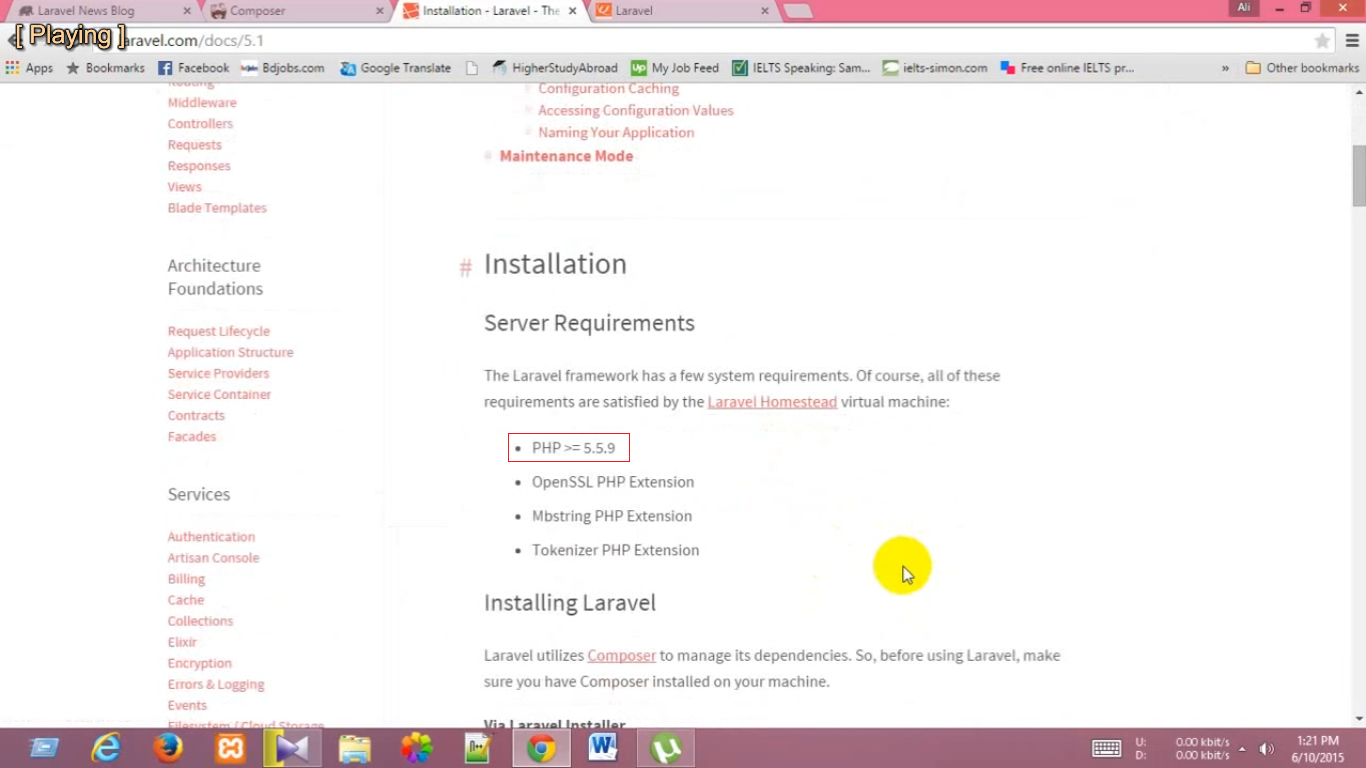 Laravel News Blog
Composer
Installation - Laravel - The
Laravel
Ali
[ Playing ]
aravel.com/docs/5.1
Apps
Bookmarks
Facebook
Bdjobs.com
Google Translate
HigherStudyAbroad
My Job Feed
IELTS Speaking: Sam...
ielts-simon.com
Free online IELTS pr...
»
Other bookmarks
Routing
Middleware
Controllers
Requests
Responses
Views
Blade Templates
Architecture
Foundations
Request Lifecycle
Application Structure
Service Providers
Service Container
Contracts
Facades
Services
Authentication
Artisan Console
Billing
Cache
Collections
Elixir
Encryption
Errors & Logging
Events
Filesystem / Cloud Storage
Configuration Caching
Accessing Configuration Values
Naming Your Application
Maintenance Mode
# Installation
Server Requirements
The Laravel framework has a few system requirements. Of course, all of these
requirements are satisfied by the Laravel Homestead virtual machine:
• PHP >= 5.5.9
• OpenSSL PHP Extension
• Mbstring PHP Extension
• Tokenizer PHP Extension
Installing Laravel
Laravel utilizes Composer to manage its dependencies. So, before using Laravel, make
sure you have Composer installed on your machine.
Via Laravel Installer
U: 0.00 kbit/s
D: 0.00 kbit/s
1:21 PM
6/10/2015